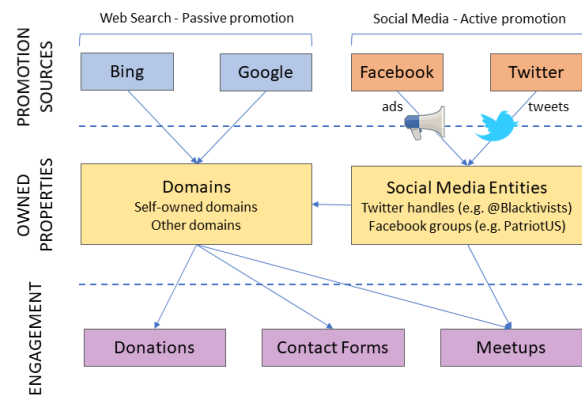 Web Search - Passive promotion
Social Media - Active promotion
PROMOTION
SOURCES
Bing
Google
Facebook
Twitter
ads
tweets
OWNED
PROPERTIES
Domains
Self-owned domains
Other domains
Social Media Entities
Twitter handles (e.g. @Blacktivists)
Facebook groups (e.g. PatriotUS)
ENGAGEMENT
Donations
Contact Forms
Meetups